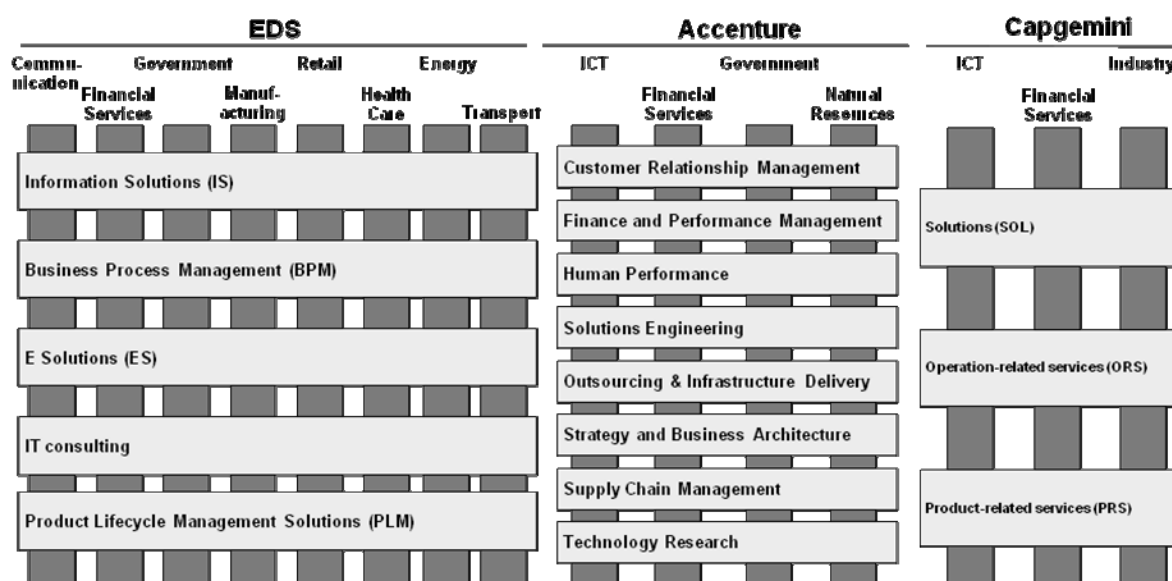 EDS
Commu-
nication
Financial
Services
Government
Manuf-
acturing
Retail
Health
Care
Energy
Transport
Information Solutions (IS)
Business Process Management (BPM)
E Solutions (ES)
IT consulting
Product Lifecycle Management Solutions (PLM)
Accenture
ICT
Financial
Services
Government
Natural
Resources
Customer Relationship Management
Finance and Performance Management
Human Performance
Solutions Engineering
Outsourcing & Infrastructure Delivery
Strategy and Business Architecture
Supply Chain Management
Technology Research
Capgemini
ICT
Financial
Services
Industry
Solutions (SOL)
Operation-related services (ORS)
Product-related services (PRS)